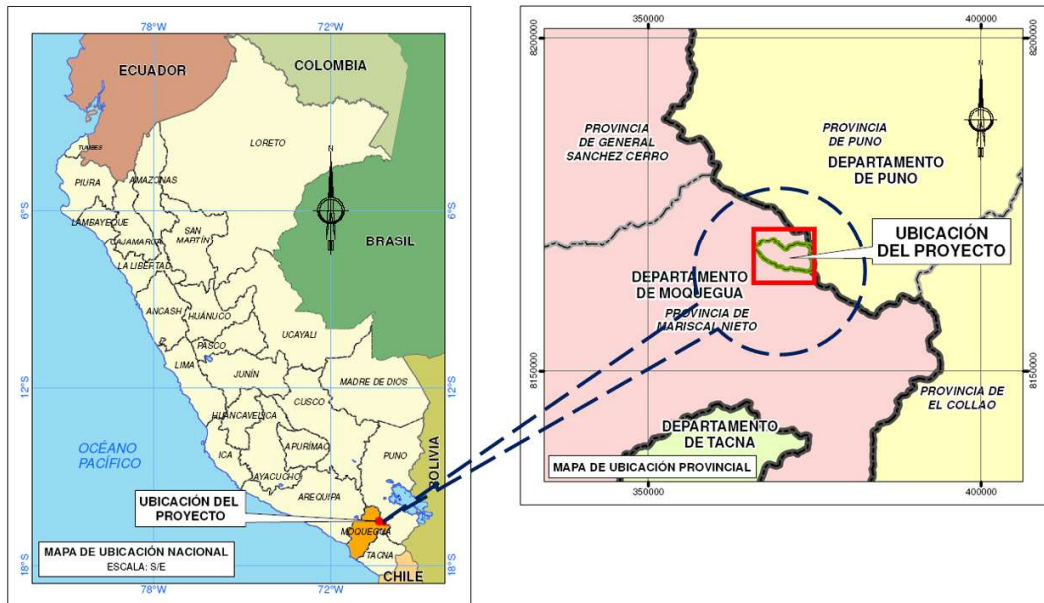 78°W
72°W
ECUADOR
COLOMBIA
LORETO
TUMBES
PIURA
AMAZONAS
N
6°S
6°S
LAMBAYEQUE
CAJAMARCA
SAN
MARTÍN
BRASIL
LA LIBERTAD
ANCASH
HUÁNUCO
UCAYALI
PASCO
LIMA
JUNÍN
MADRE DE DIOS
12°S
12°S
CUSCO
HUANCAVELICA
OCÉANO
PACÍFICO
ICA
APURÍMAC
PUNO
BOLIVIA
AYACUCHO
AREQUIPA
UBICACIÓN DEL
PROYECTO
MOQUEGUA
MAPA DE UBICACIÓN NACIONAL
ESCALA: S/E
TACNA
18°S
18°S
CHILE
78°W
72°W
350000
400000
8200000
8200000
N
PROVINCIA
DE GENERAL
SANCHEZ CERRO
PROVINCIA
DE PUNO
DEPARTAMENTO
DE PUNO
UBICACIÓN
DEL PROYECTO
DEPARTAMENTO
DE MOQUEGUA
PROVINCIA DE
MARISCAL NIETO
8150000
8150000
PROVINCIA DE
EL COLLAO
DEPARTAMENTO
DE TACNA
MAPA DE UBICACIÓN PROVINCIAL
350000
400000